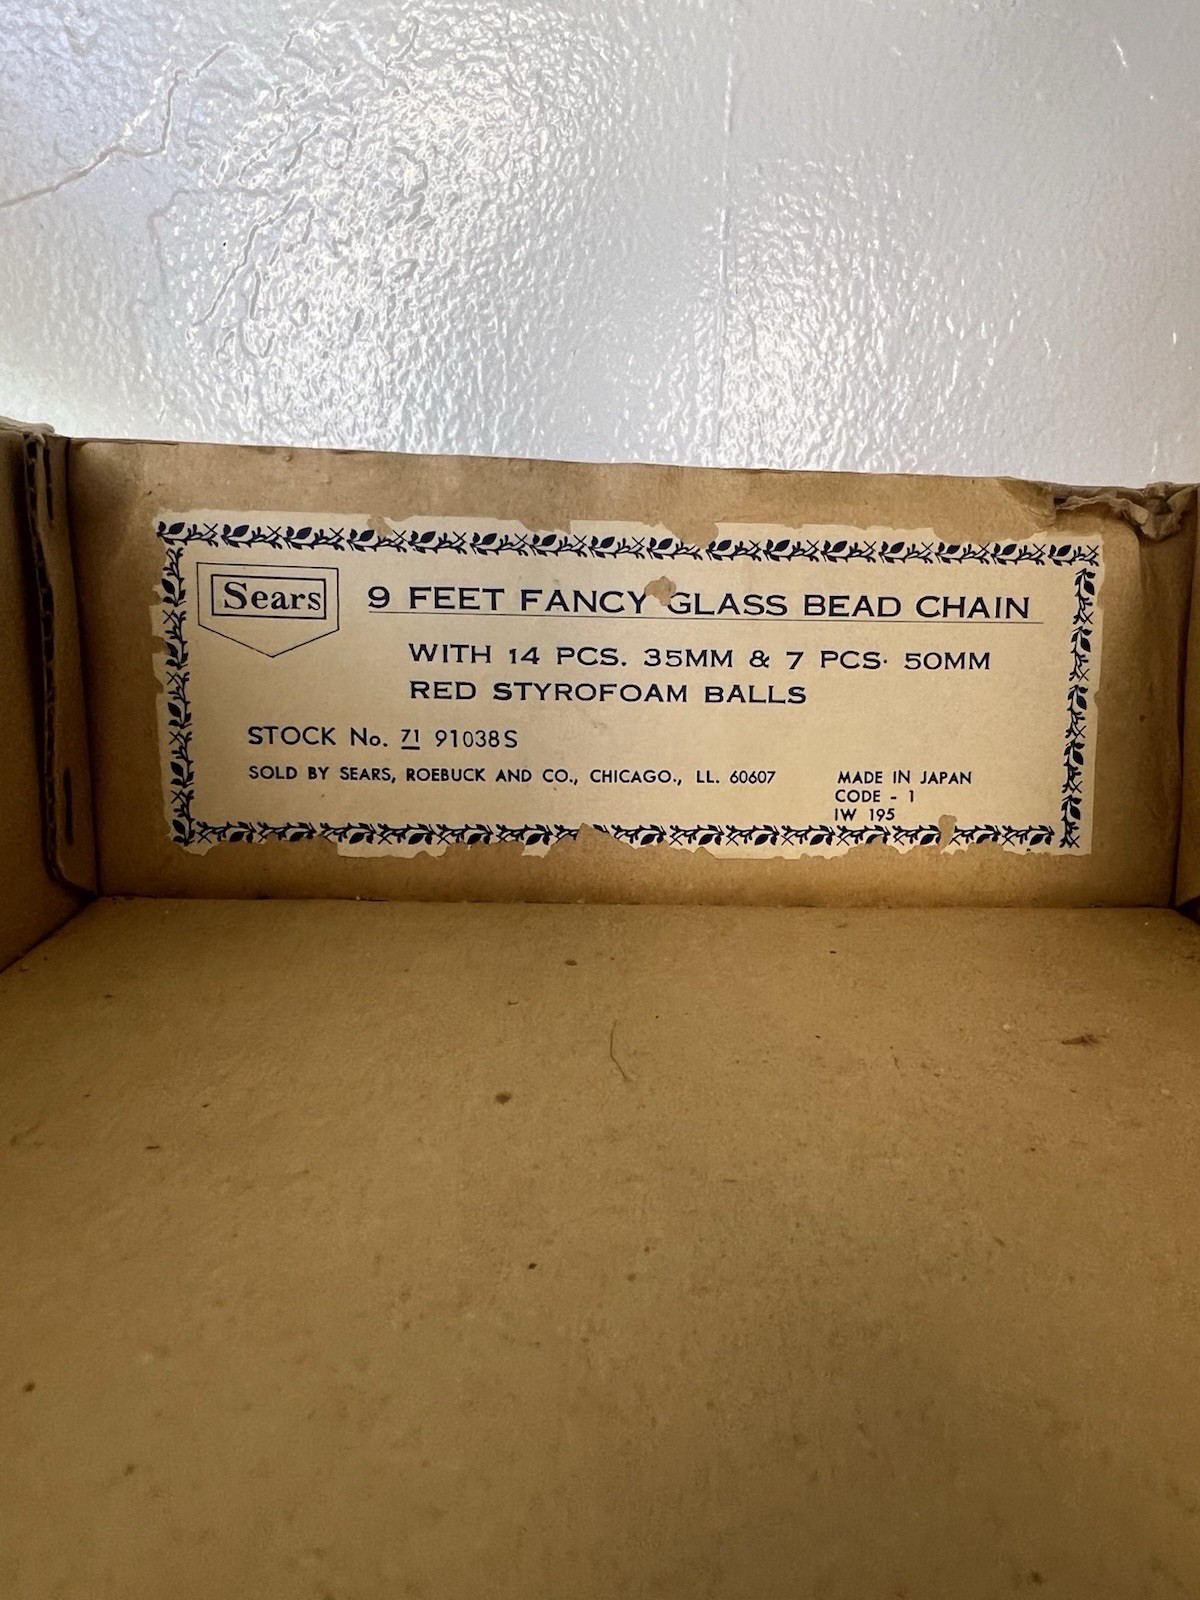 Sears
9 FEET FANCY GLASS BEAD CHAIN
WITH 14 PCS. 35MM & 7 PCS· 50MM
RED STYROFOAM BALLS
STOCK No. 71 91038S
SOLD BY SEARS, ROEBUCK AND CO., CHICAGO., LL. 60607
MADE IN JAPAN
CODE - 1
IW 195